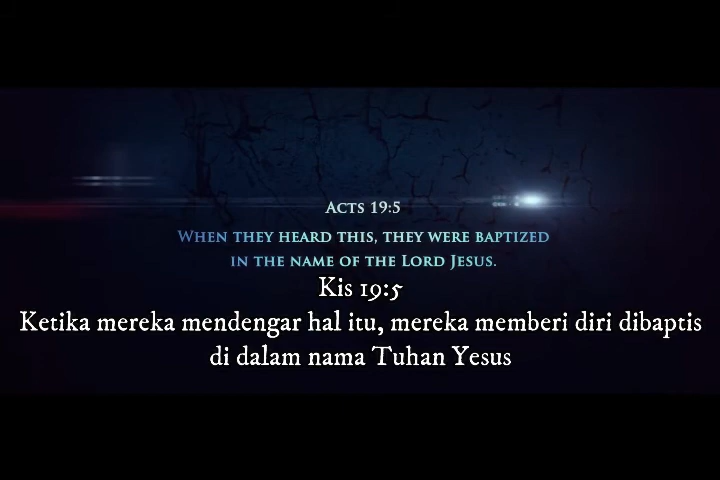 Acts 19:5
When they heard this, they were baptized
in the name of the Lord Jesus.
Kis 19:5
Ketika mereka mendengar hal itu, mereka memberi diri dibaptis
di dalam nama Tuhan Yesus